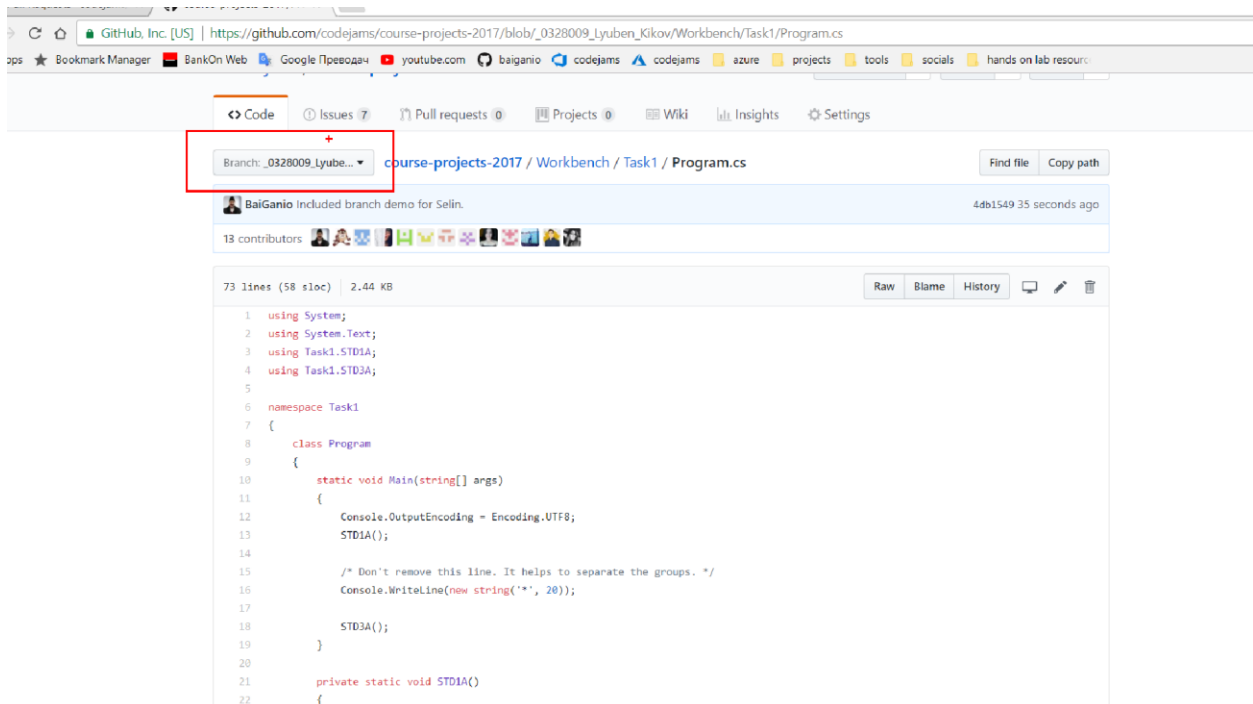 GitHub, Inc. [US] | https://github.com/codejams/course-projects-2017/blob/_0328009_Lyuben_Kikov/Workbench/Task1/Program.cs
ops Bookmark Manager BankOn Web Google Преводач youtube.com baiganio codejams codejams azure projects tools socials hands on lab resourc
<> Code Issues 7 Pull requests 0 Projects 0 Wiki Insights Settings
Branch: _0328009_Lyube... course-projects-2017 / Workbench / Task1 / Program.cs Find file Copy path
BaiGanio Included branch demo for Selin. 4db1549 35 seconds ago
13 contributors
73 lines (58 sloc) 2.44 KB Raw Blame History
1 using System;
2 using System.Text;
3 using Task1.STD1A;
4 using Task1.STD3A;
5
6 namespace Task1
7 {
8 class Program
9 {
10 static void Main(string[] args)
11 {
12 Console.OutputEncoding = Encoding.UTF8;
13 STD1A();
14
15 /* Don't remove this line. It helps to separate the groups. */
16 Console.WriteLine(new string('*', 20));
17
18 STD3A();
19 }
20
21 private static void STD1A()
22 {